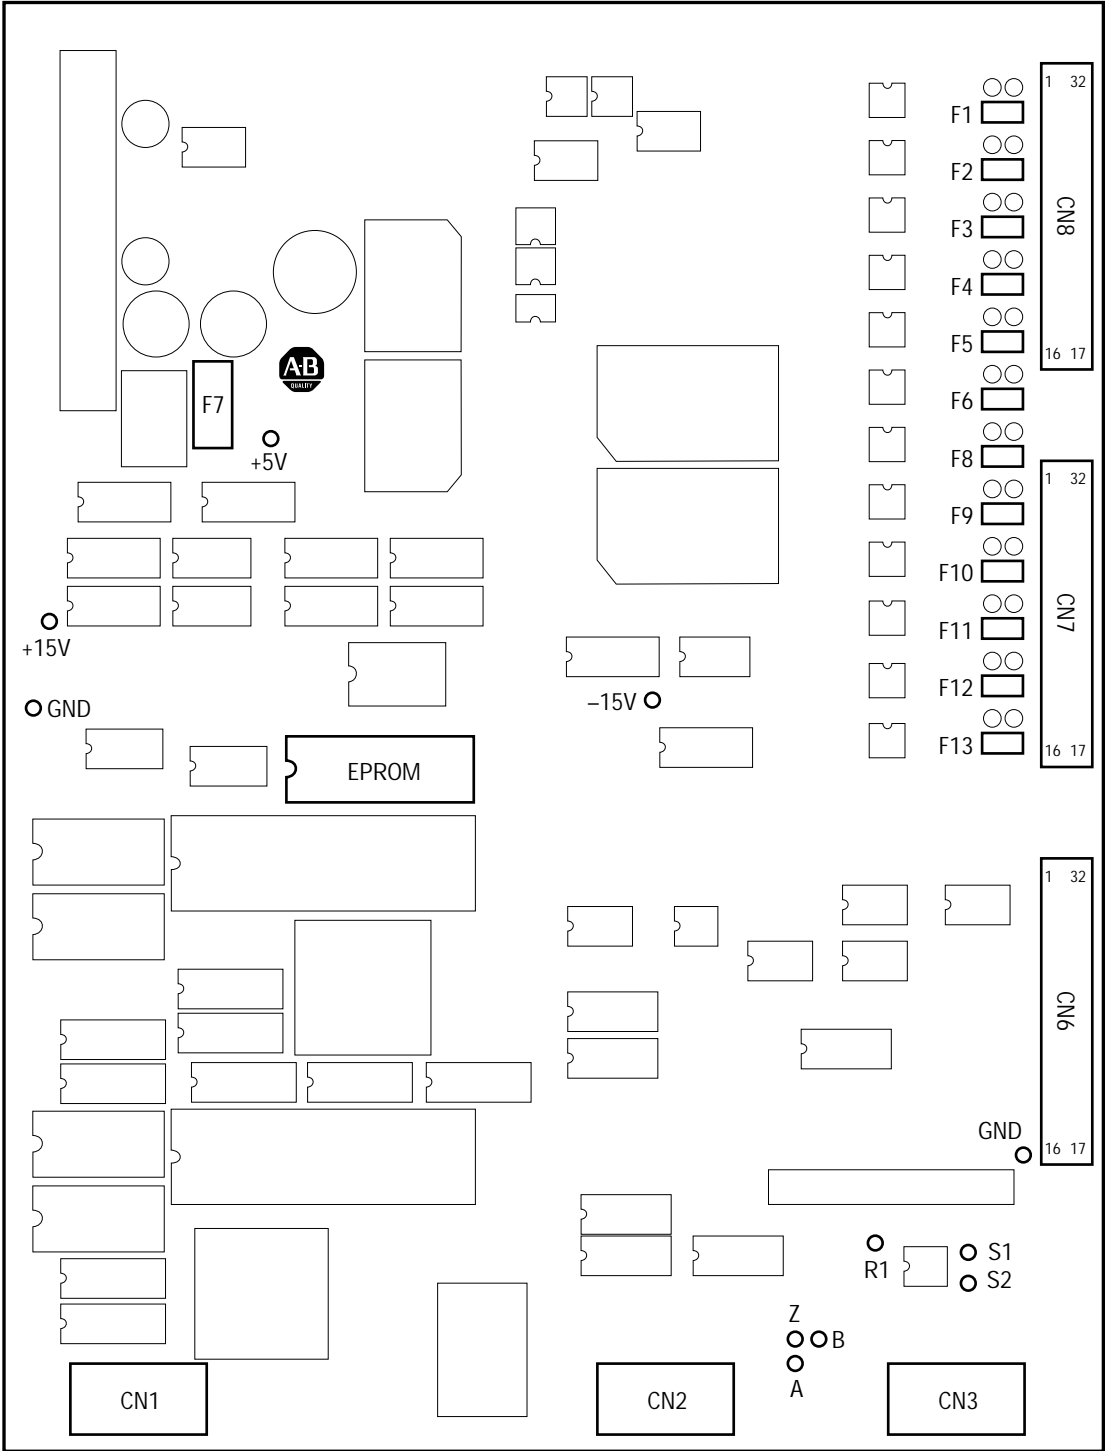 1 32
F1
F2
CN8
F3
F4
F5
16 17
F6
A-B
QUALITY
F7
+5V
F8
1 32
F9
F10
CN7
F11
+15V
F12
–15V
GND
F13
16 17
EPROM
1 32
CN6
GND
16 17
R1
S1
S2
Z
B
A
CN1
CN2
CN3